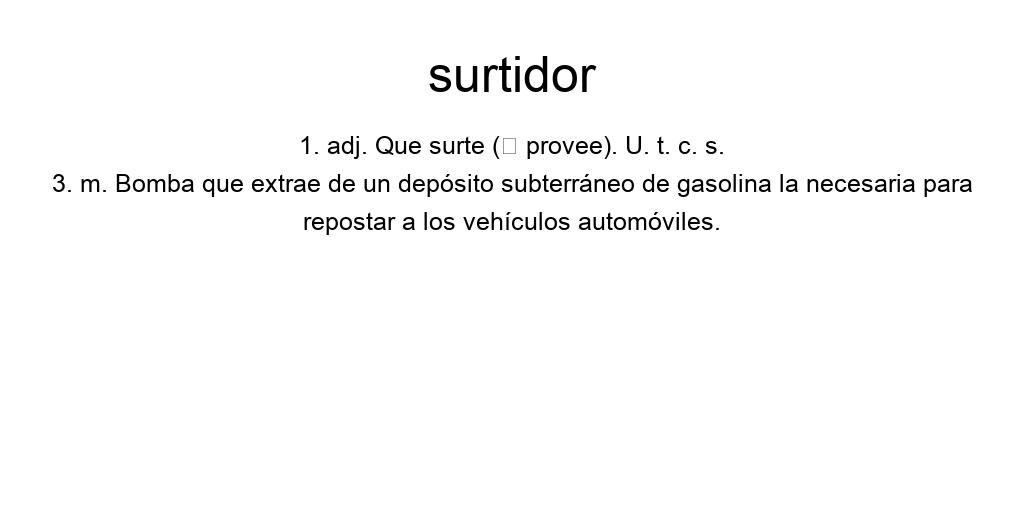 surtidor
1. adj. Que surte (□ provee). U. t. c. s.
3. m. Bomba que extrae de un depósito subterráneo de gasolina la necesaria para
repostar a los vehículos automóviles.